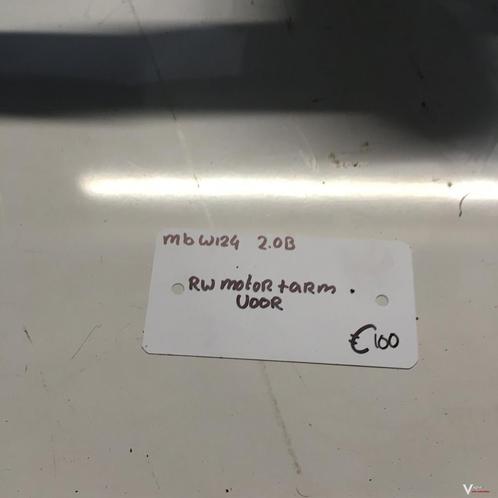 mb W124 2.0B
RW motor + arm
voor
€100